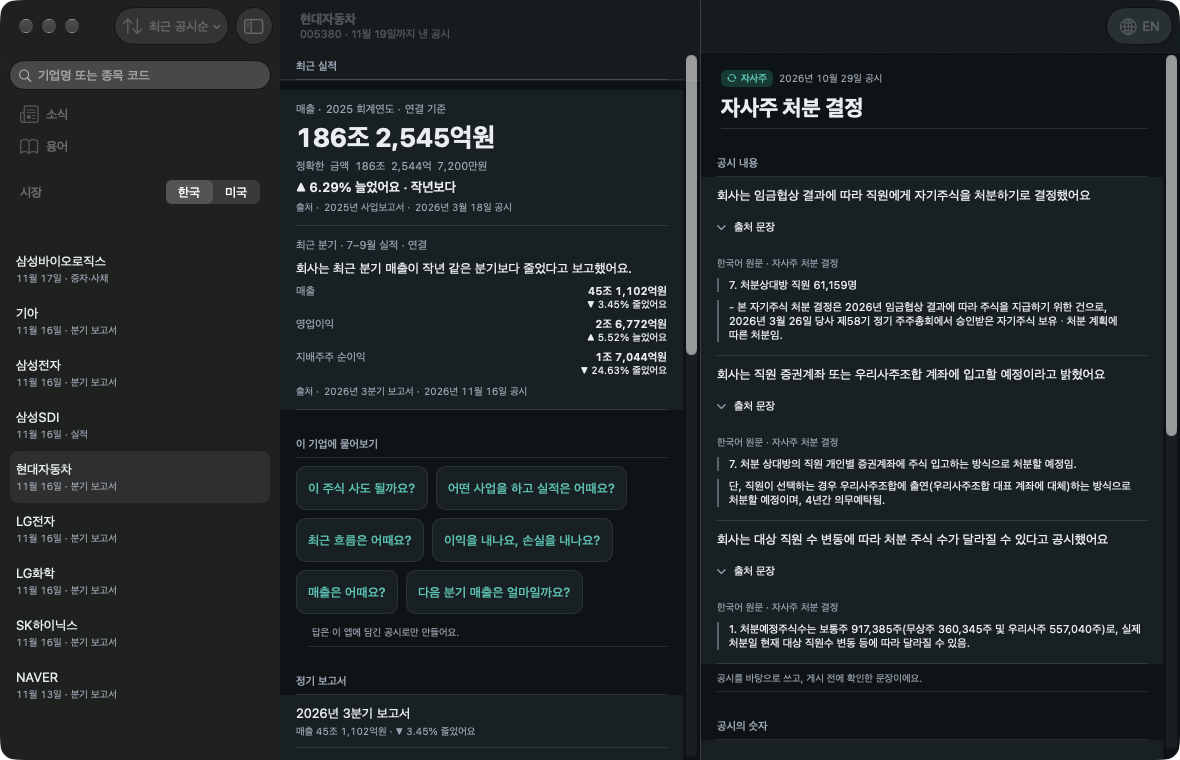 최근 공시순
기업명 또는 종목 코드
소식
용어
시장
한국
미국
삼성바이오로직스
11월 17일 · 증자·사채
기아
11월 16일 · 분기 보고서
삼성전자
11월 16일 · 분기 보고서
삼성SDI
11월 16일 · 실적
현대자동차
11월 16일 · 분기 보고서
LG전자
11월 16일 · 분기 보고서
LG화학
11월 16일 · 분기 보고서
SK하이닉스
11월 16일 · 분기 보고서
NAVER
11월 13일 · 분기 보고서
현대자동차
005380 · 11월 19일까지 낸 공시
최근 실적
매출 · 2025 회계연도 · 연결 기준
186조 2,545억원
정확한 금액 186조 2,544억 7,200만원
▲ 6.29% 늘었어요 · 작년보다
출처 · 2025년 사업보고서 · 2026년 3월 18일 공시
최근 분기 · 7–9월 실적 · 연결
회사는 최근 분기 매출이 작년 같은 분기보다 줄었다고 보고했어요.
매출
45조 1,102억원
▼ 3.45% 줄었어요
영업이익
2조 6,772억원
▲ 5.52% 늘었어요
지배주주 순이익
1조 7,044억원
▼ 24.63% 줄었어요
출처 · 2026년 3분기 보고서 · 2026년 11월 16일 공시
이 기업에 물어보기
이 주식 사도 될까요?
어떤 사업을 하고 실적은 어때요?
최근 흐름은 어때요?
이익을 내나요, 손실을 내나요?
매출은 어때요?
다음 분기 매출은 얼마일까요?
답은 이 앱에 담긴 공시로만 만들어요.
정기 보고서
2026년 3분기 보고서
매출 45조 1,102억원 · ▼ 3.45% 줄었어요
EN
자사주
2026년 10월 29일 공시
자사주 처분 결정
공시 내용
회사는 임금협상 결과에 따라 직원에게 자기주식을 처분하기로 결정했어요
출처 문장
한국어 원문 · 자사주 처분 결정
7. 처분상대방 직원 61,159명
- 본 자기주식 처분 결정은 2026년 임금협상 결과에 따라 주식을 지급하기 위한 건으로,
2026년 3월 26일 당사 제58기 정기 주주총회에서 승인받은 자기주식 보유 · 처분 계획에
따른 처분임.
회사는 직원 증권계좌 또는 우리사주조합 계좌에 입고할 예정이라고 밝혔어요
출처 문장
한국어 원문 · 자사주 처분 결정
7. 처분 상대방의 직원 개인별 증권계좌에 주식 입고하는 방식으로 처분할 예정임.
단, 직원이 선택하는 경우 우리사주조합에 출연(우리사주조합 대표 계좌에 대체)하는 방식으로
처분할 예정이며, 4년간 의무예탁됨.
회사는 대상 직원 수 변동에 따라 처분 주식 수가 달라질 수 있다고 공시했어요
출처 문장
한국어 원문 · 자사주 처분 결정
1. 처분예정주식수는 보통주 917,385주(무상주 360,345주 및 우리사주 557,040주)로, 실제
처분일 현재 대상 직원수 변동 등에 따라 달라질 수 있음.
공시를 바탕으로 쓰고, 게시 전에 확인한 문장이에요.
공시의 숫자